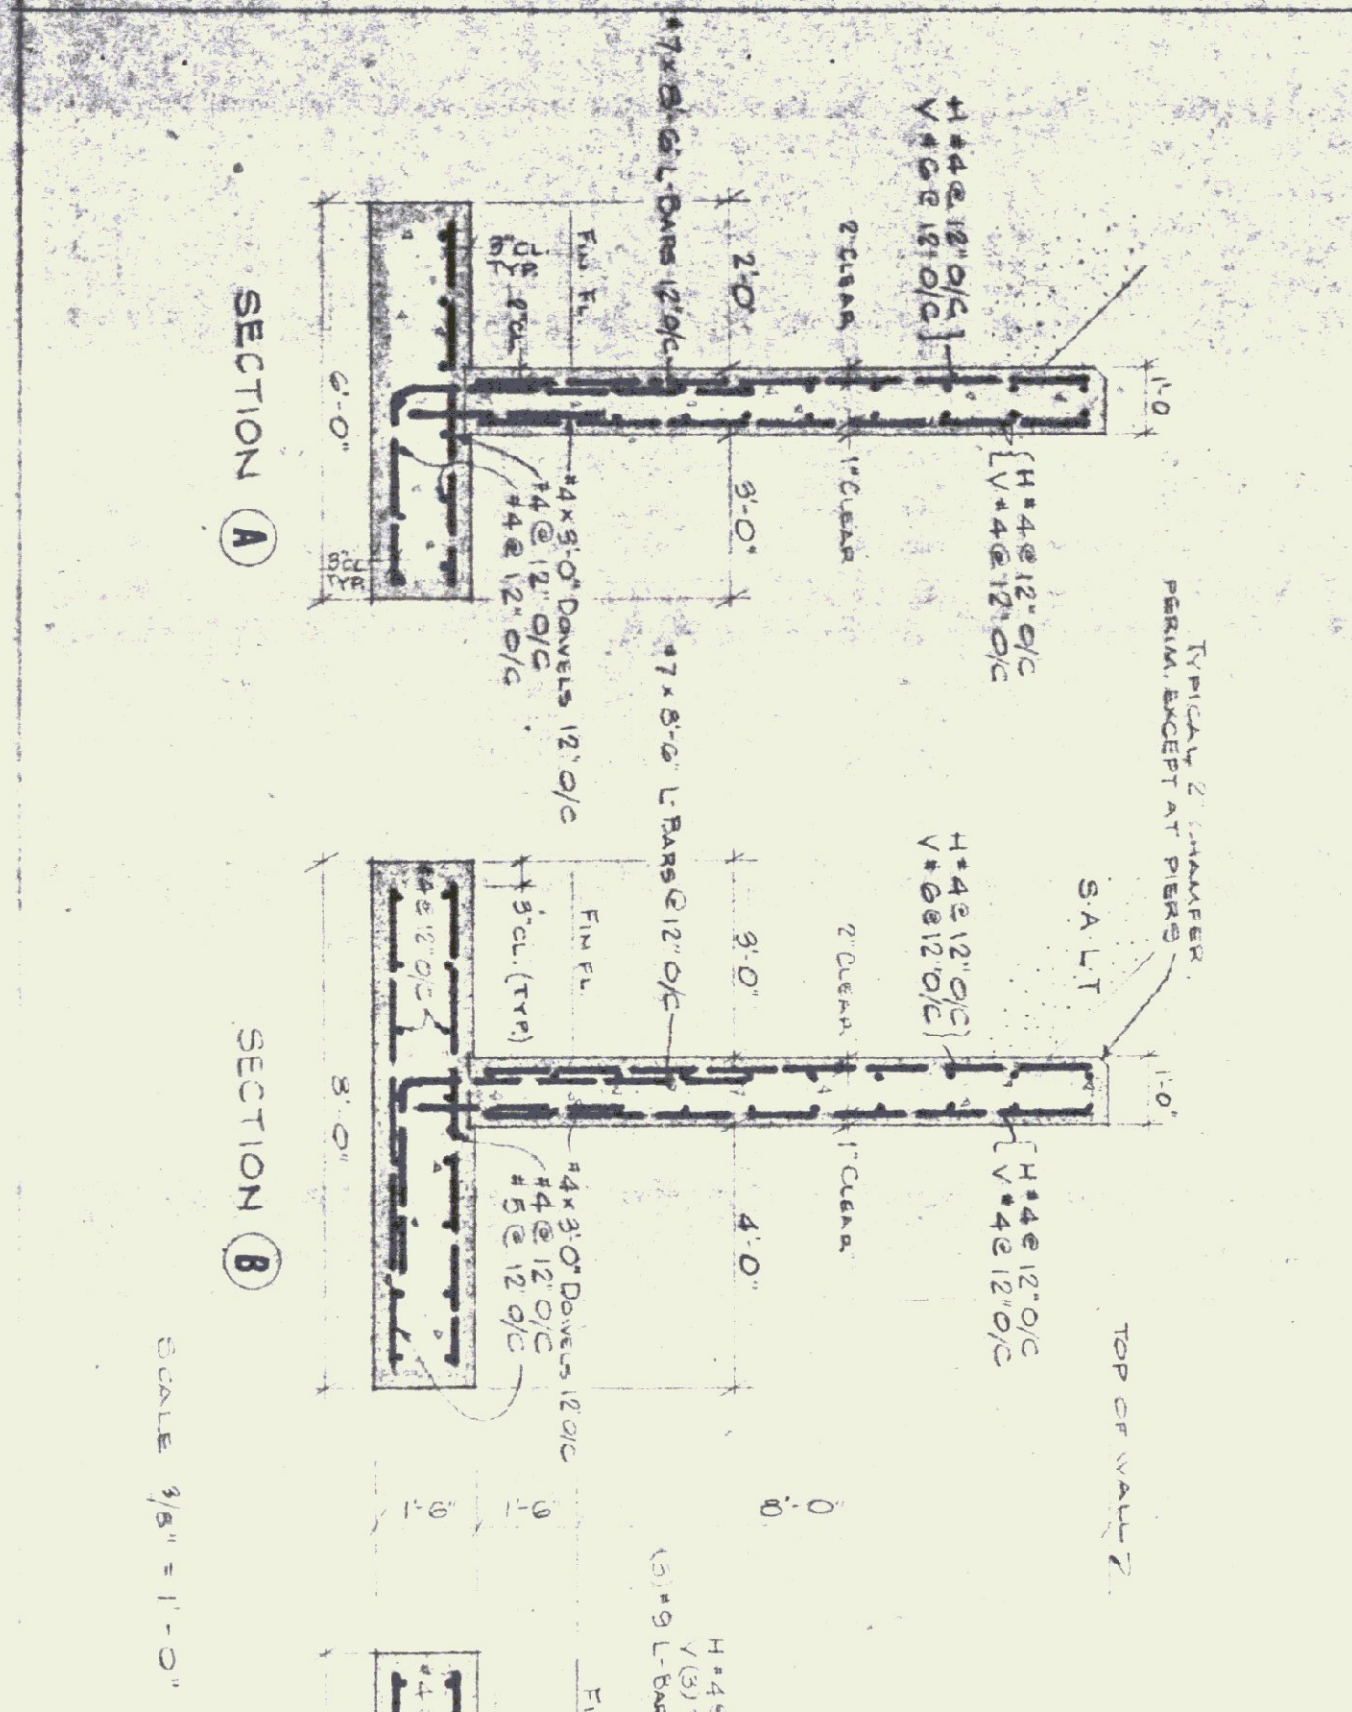 TYPICAL 2" CHAMFER
PERIM. EXCEPT AT PIERS
TOP OF WALL
1'-0
H #4@ 12" O/C
V #6@ 12" O/C
H #4@ 12" O/C
V #4@ 12" O/C
2" CLEAR
1" CLEAR
2'-0"
3'-0"
#7 x 8'-6" L-BARS 12" O/C
FIN FL.
#4 x 3'-0" DOWELS 12" O/C
#4 @ 12" O/C
#4 @ 12" O/C
3" CL
TYP.
6'-0"
SECTION A
1'-0"
SALT
H #4@ 12" O/C
V #6@12" O/C
H #4@ 12" O/C
V #4@ 12" O/C
2" CLEAR
1" CLEAR
3'-0"
4'-0"
#7 x 8'-6" L-BARS @ 12" O/C
FIN FL.
#4 x 3'-0" DOWELS 12" O/C
#4 @ 12" O/C
#5 @ 12" O/C
3" CL. (TYP.)
#4@ 12" O/C
8'-0"
SECTION B
8'-0"
1'-6
1'-6"
H #4
V (3)
#9 L-BAR
#4
SCALE 3/8" = 1'-0"